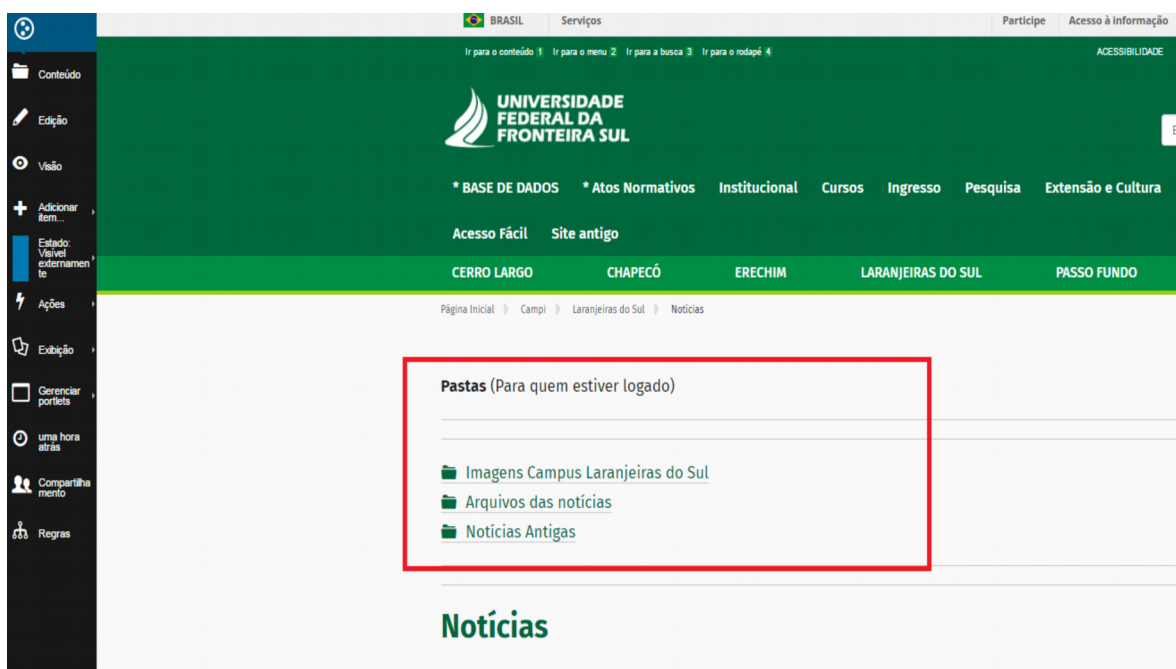 BRASIL Serviços Participe Acesso à informação
Ir para o conteúdo 1 Ir para o menu 2 Ir para a busca 3 Ir para o rodapé 4 ACESSIBILIDADE
UNIVERSIDADE
FEDERAL DA
FRONTEIRA SUL
* BASE DE DADOS * Atos Normativos Institucional Cursos Ingresso Pesquisa Extensão e Cultura
Acesso Fácil Site antigo
CERRO LARGO CHAPECÓ ERECHIM LARANJEIRAS DO SUL PASSO FUNDO
Página Inicial Campi Laranjeiras do Sul Notícias
Conteúdo
Edição
Visão
Adicionar
item...
Estado:
Visível
externamen
te
Ações
Exibição
Gerenciar
portlets
uma hora
atrás
Compartilha
mento
Regras
Pastas (Para quem estiver logado)
Imagens Campus Laranjeiras do Sul
Arquivos das notícias
Notícias Antigas
Notícias